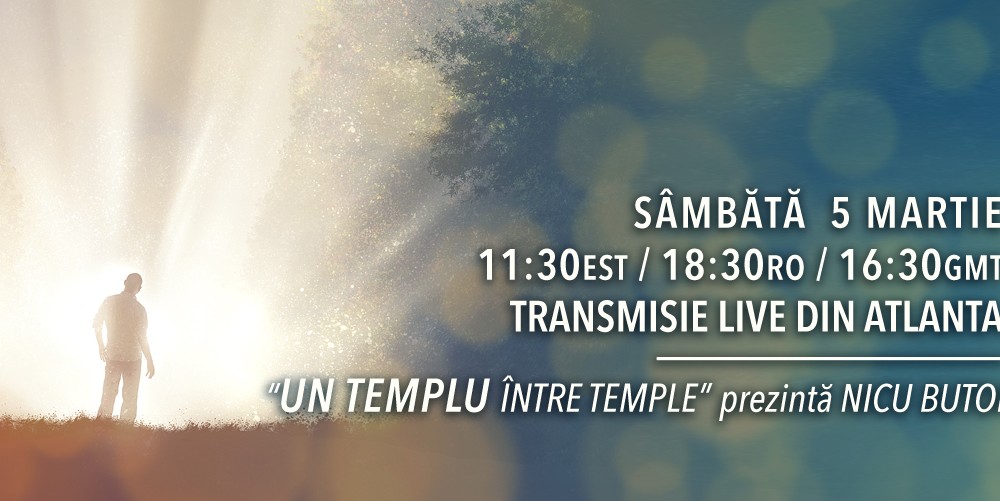 SÂMBĂTĂ 5 MARTIE
11:30EST / 18:30RO / 16:30GMT
TRANSMISIE LIVE DIN ATLANTA
“UN TEMPLU ÎNTRE TEMPLE” prezintă NICU